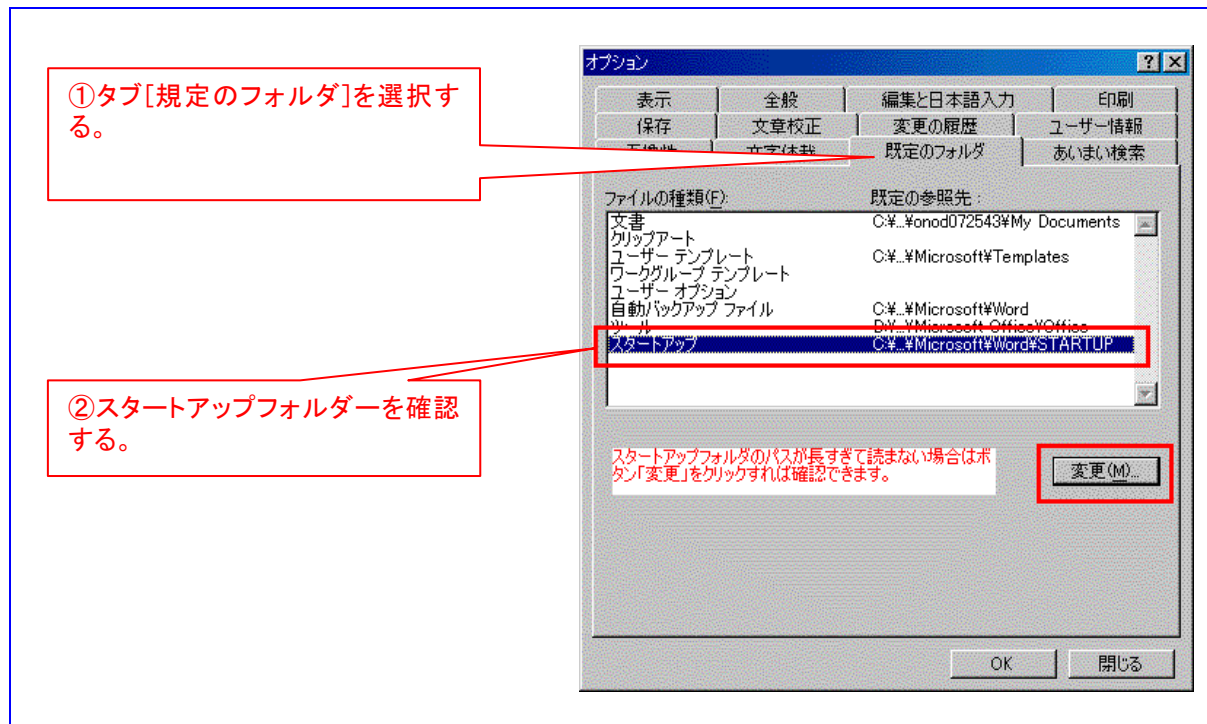 ①タブ[規定のフォルダ]を選択す
る。
オプション
表示 全般 編集と日本語入力 印刷
保存 文章校正 変更の履歴 ユーザー情報
文字体裁 既定のフォルダ あいまい検索
ファイルの種類(F): 既定の参照先:
文書 C:¥...¥onod072543¥My Documents
クリップアート
ユーザー テンプレート C:¥...¥Microsoft¥Templates
ワークグループ テンプレート
ユーザー オプション
自動バックアップ ファイル C:¥...¥Microsoft¥Word
ツール D:¥...¥Microsoft Office¥Office
スタートアップ C:¥...¥Microsoft¥Word¥STARTUP
②スタートアップフォルダーを確認
する。
スタートアップフォルダのパスが長すぎて読まない場合はボ
タン「変更」をクリックすれば確認できます。
変更(M)...
OK 閉じる